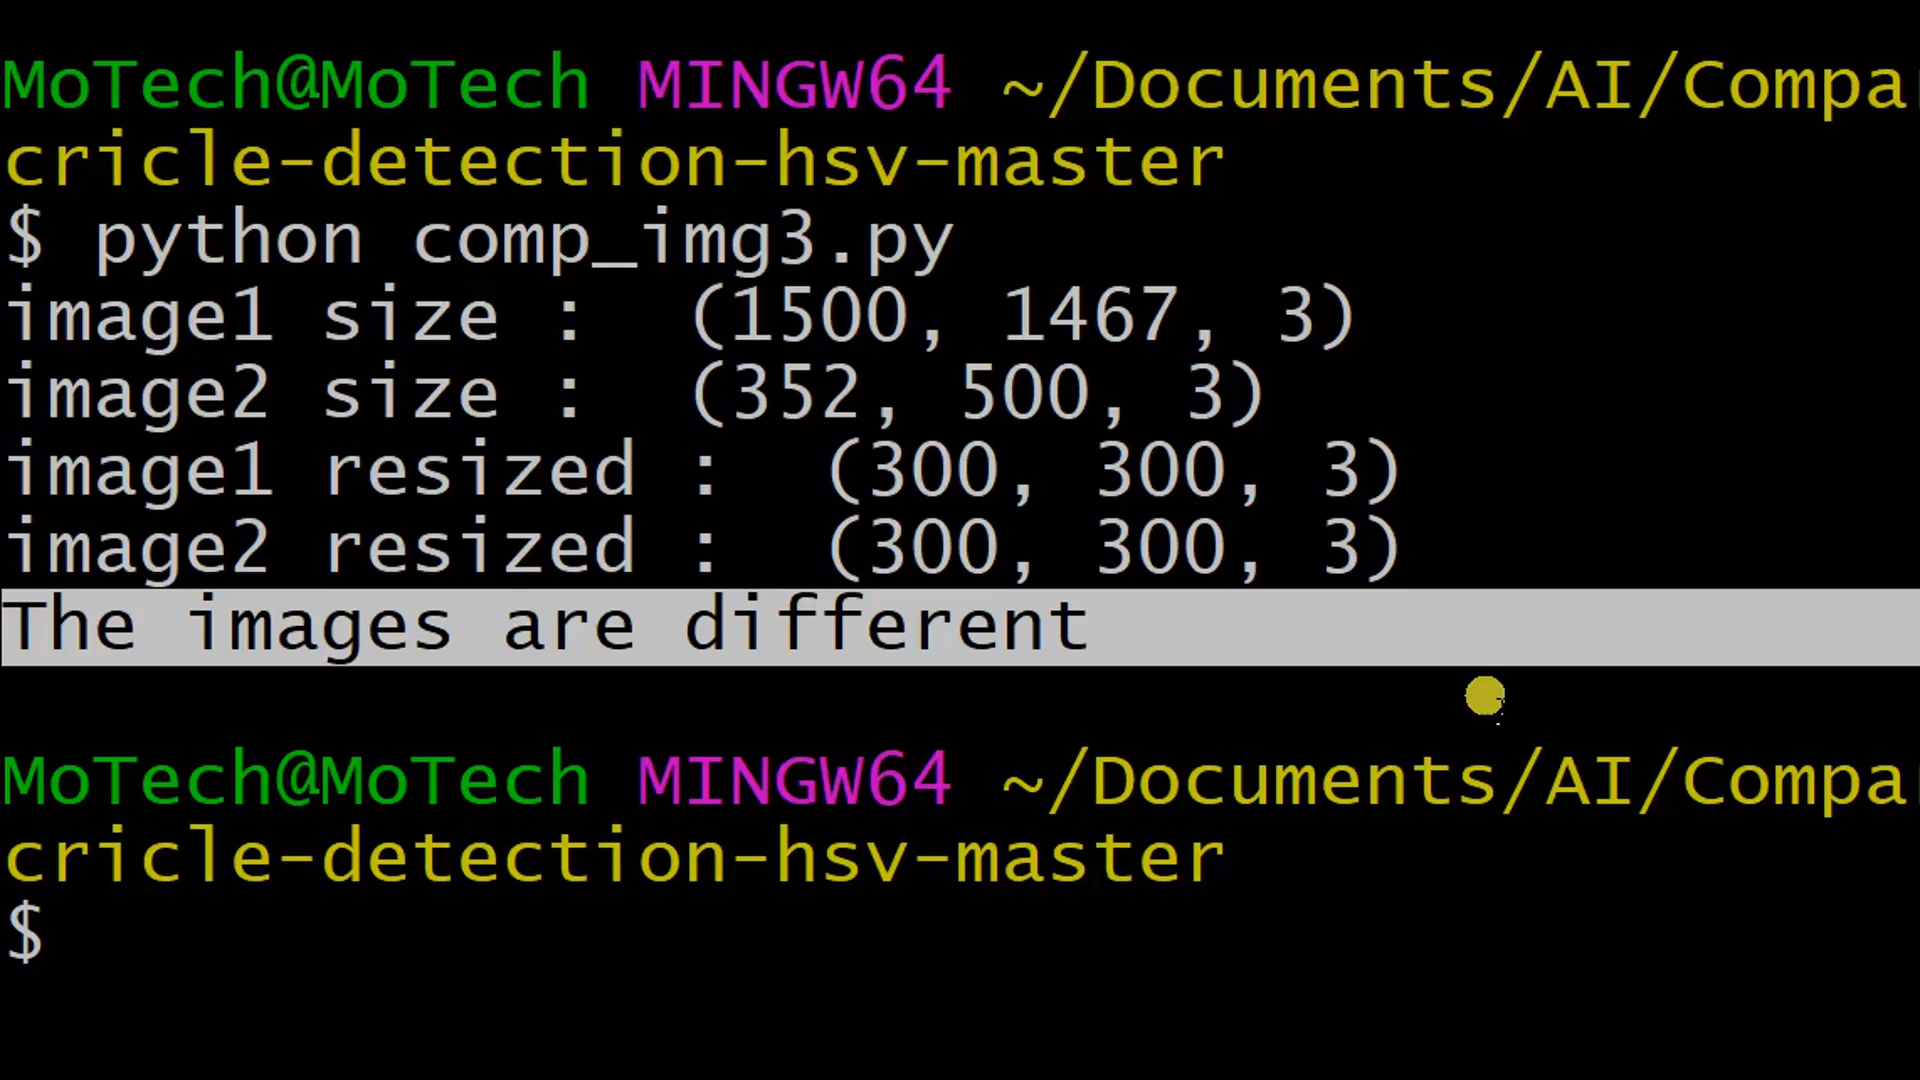 MoTech@MoTech MINGW64 ~/Documents/AI/Compa
cricle-detection-hsv-master
$ python comp_img3.py
image1 size :  (1500, 1467, 3)
image2 size :  (352, 500, 3)
image1 resized :  (300, 300, 3)
image2 resized :  (300, 300, 3)
The images are different
MoTech@MoTech MINGW64 ~/Documents/AI/Compa
cricle-detection-hsv-master
$